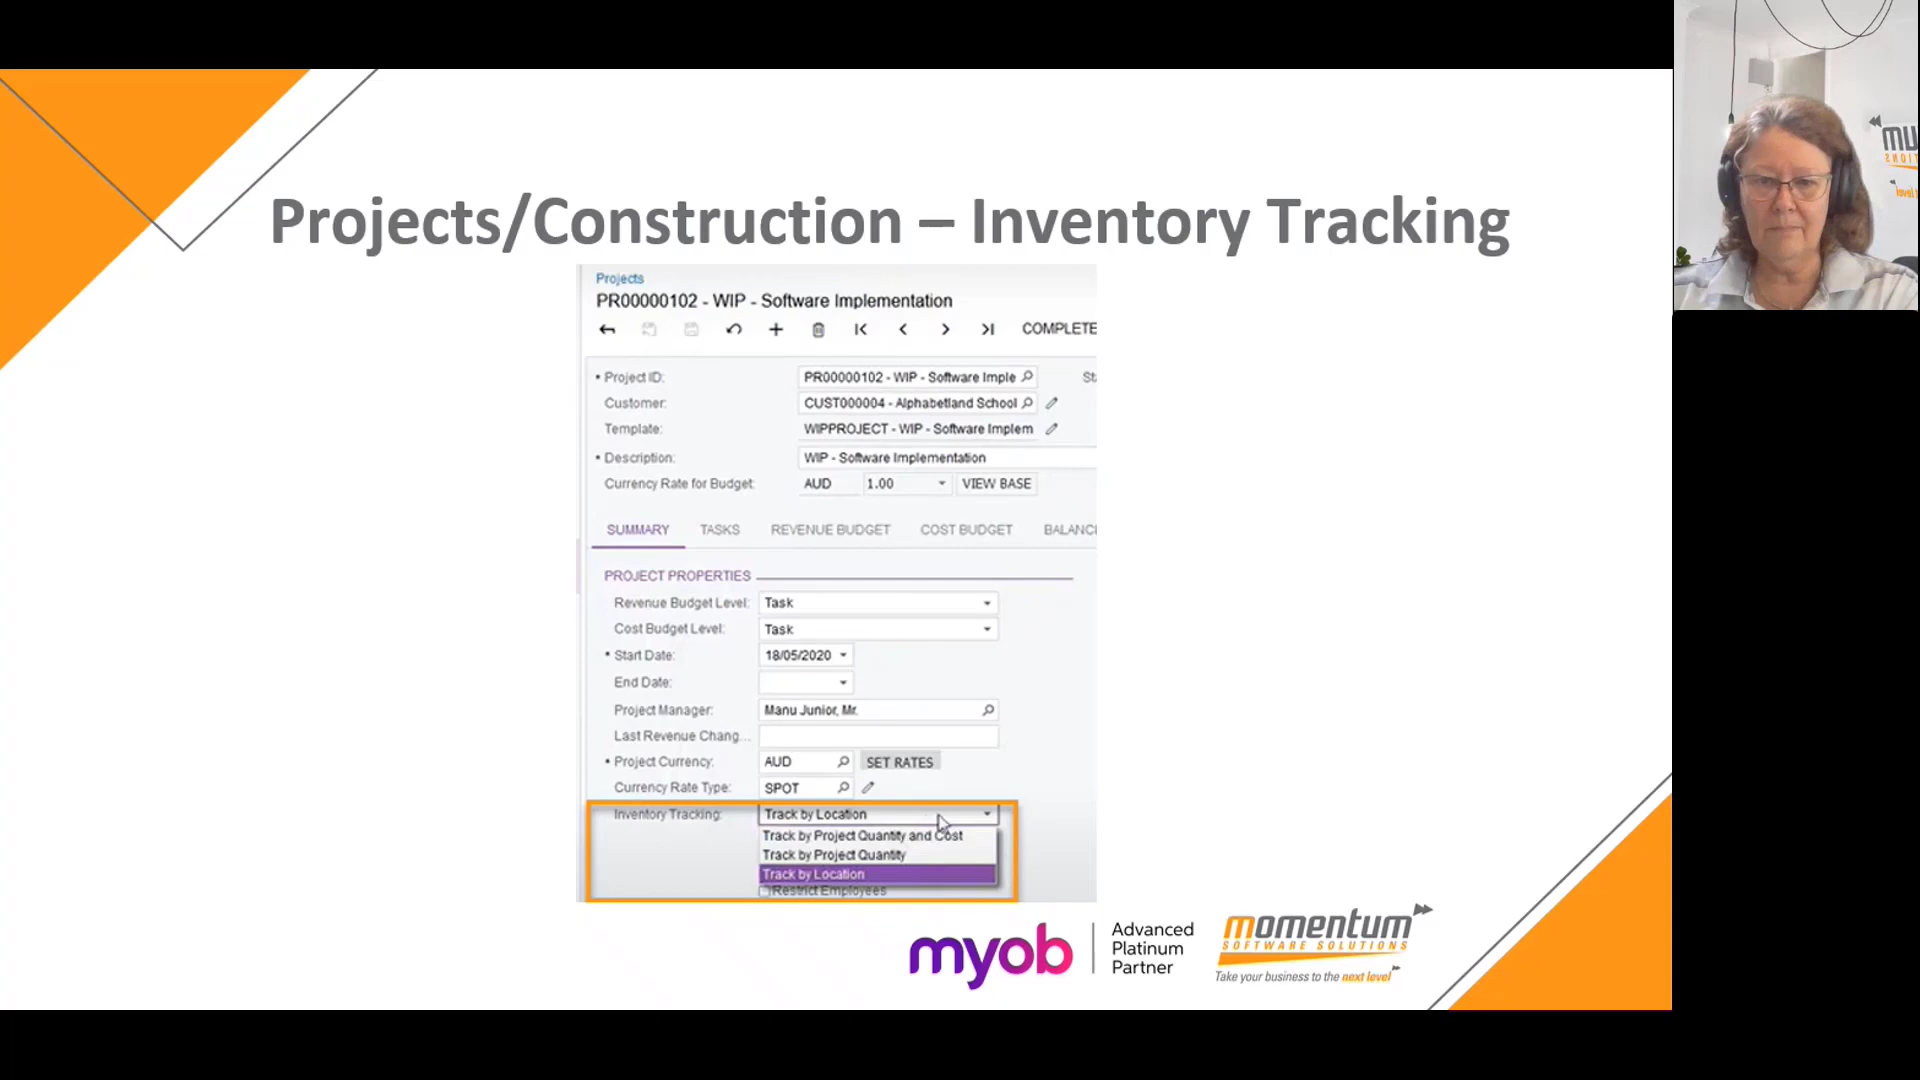 Projects/Construction – Inventory Tracking
Projects
PR00000102 - WIP - Software Implementation
COMPLETE
• Project ID: PR00000102 - WIP - Software Imple
Customer: CUST000004 - Alphabetland School
Template: WIPPROJECT - WIP - Software Implem
• Description: WIP - Software Implementation
Currency Rate for Budget: AUD 1.00 VIEW BASE
SUMMARY TASKS REVENUE BUDGET COST BUDGET BALANC
PROJECT PROPERTIES
Revenue Budget Level: Task
Cost Budget Level: Task
• Start Date: 18/05/2020
End Date:
Project Manager: Manu Junior, Mr.
Last Revenue Chang...
• Project Currency: AUD SET RATES
Currency Rate Type: SPOT
Inventory Tracking: Track by Location
Track by Project Quantity and Cost
Track by Project Quantity
Track by Location
Restrict Employees
myob
Advanced
Platinum
Partner
momentum
SOFTWARE SOLUTIONS
Take your business to the next level